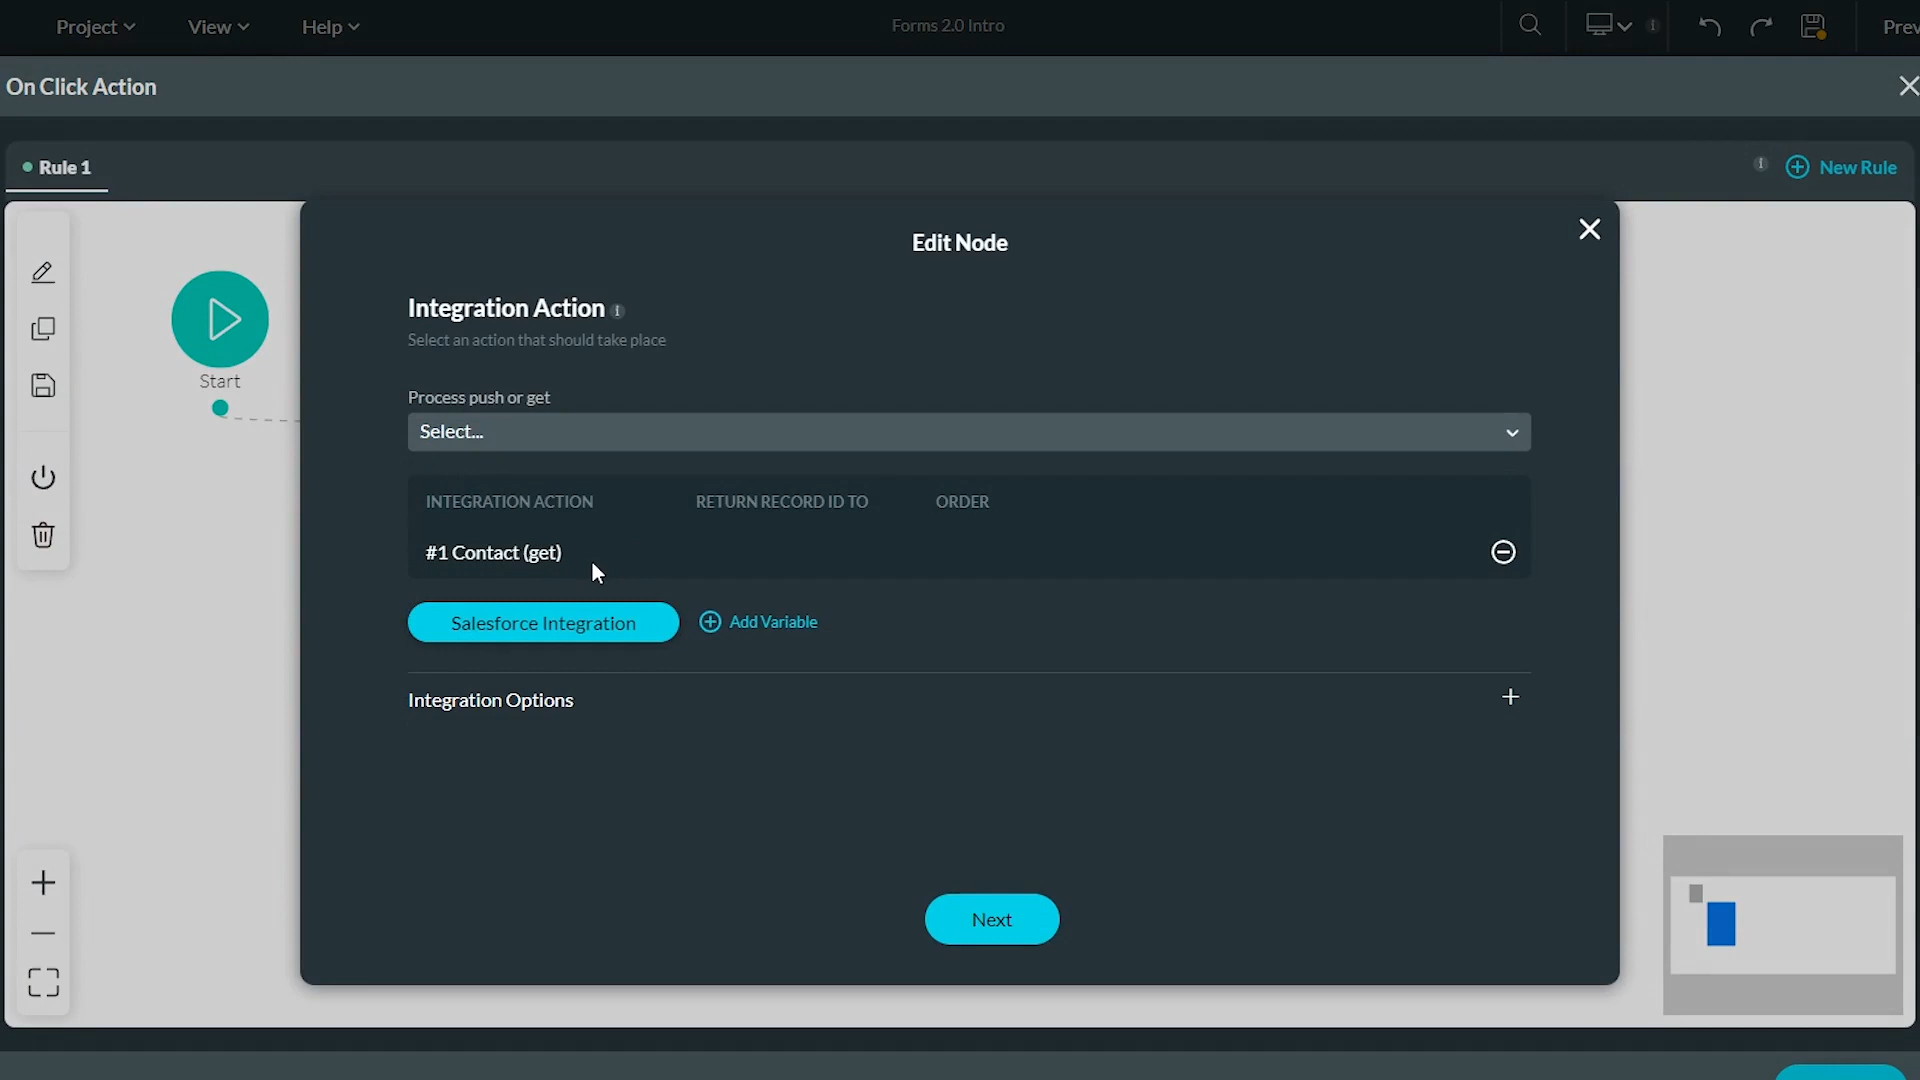 Project
View
Help
Forms 2.0 Intro
Prev
On Click Action
Rule 1
New Rule
Edit Node
Integration Action
Select an action that should take place
Start
Process push or get
Select...
INTEGRATION ACTION RETURN RECORD ID TO ORDER
#1 Contact (get)
Salesforce Integration
Add Variable
Integration Options
Next